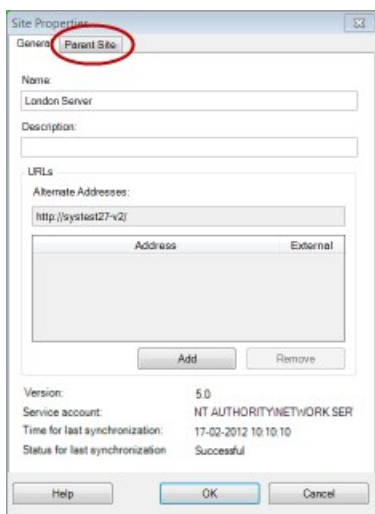 Site Properties
General Parent Site
Name:
London Server
Description:
URLs
Alternate Addresses:
http://systest27-v2/
Address External
Add Remove
Version: 5.0
Service account: NT AUTHORITY\NETWORK SER
Time for last synchronization: 17-02-2012 10:10:10
Status for last synchronization Successful
Help OK Cancel